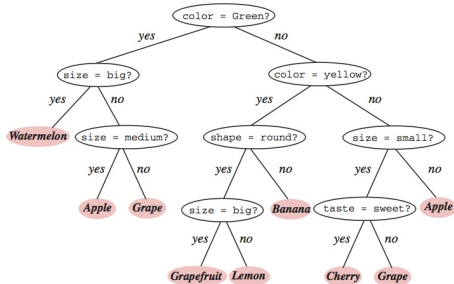 color = Green?
yes no
size = big? color = yellow?
yes no yes no
Watermelon size = medium? shape = round? size = small?
yes no yes no yes no
Apple Grape size = big? Banana taste = sweet? Apple
yes no yes no
Grapefruit Lemon Cherry Grape